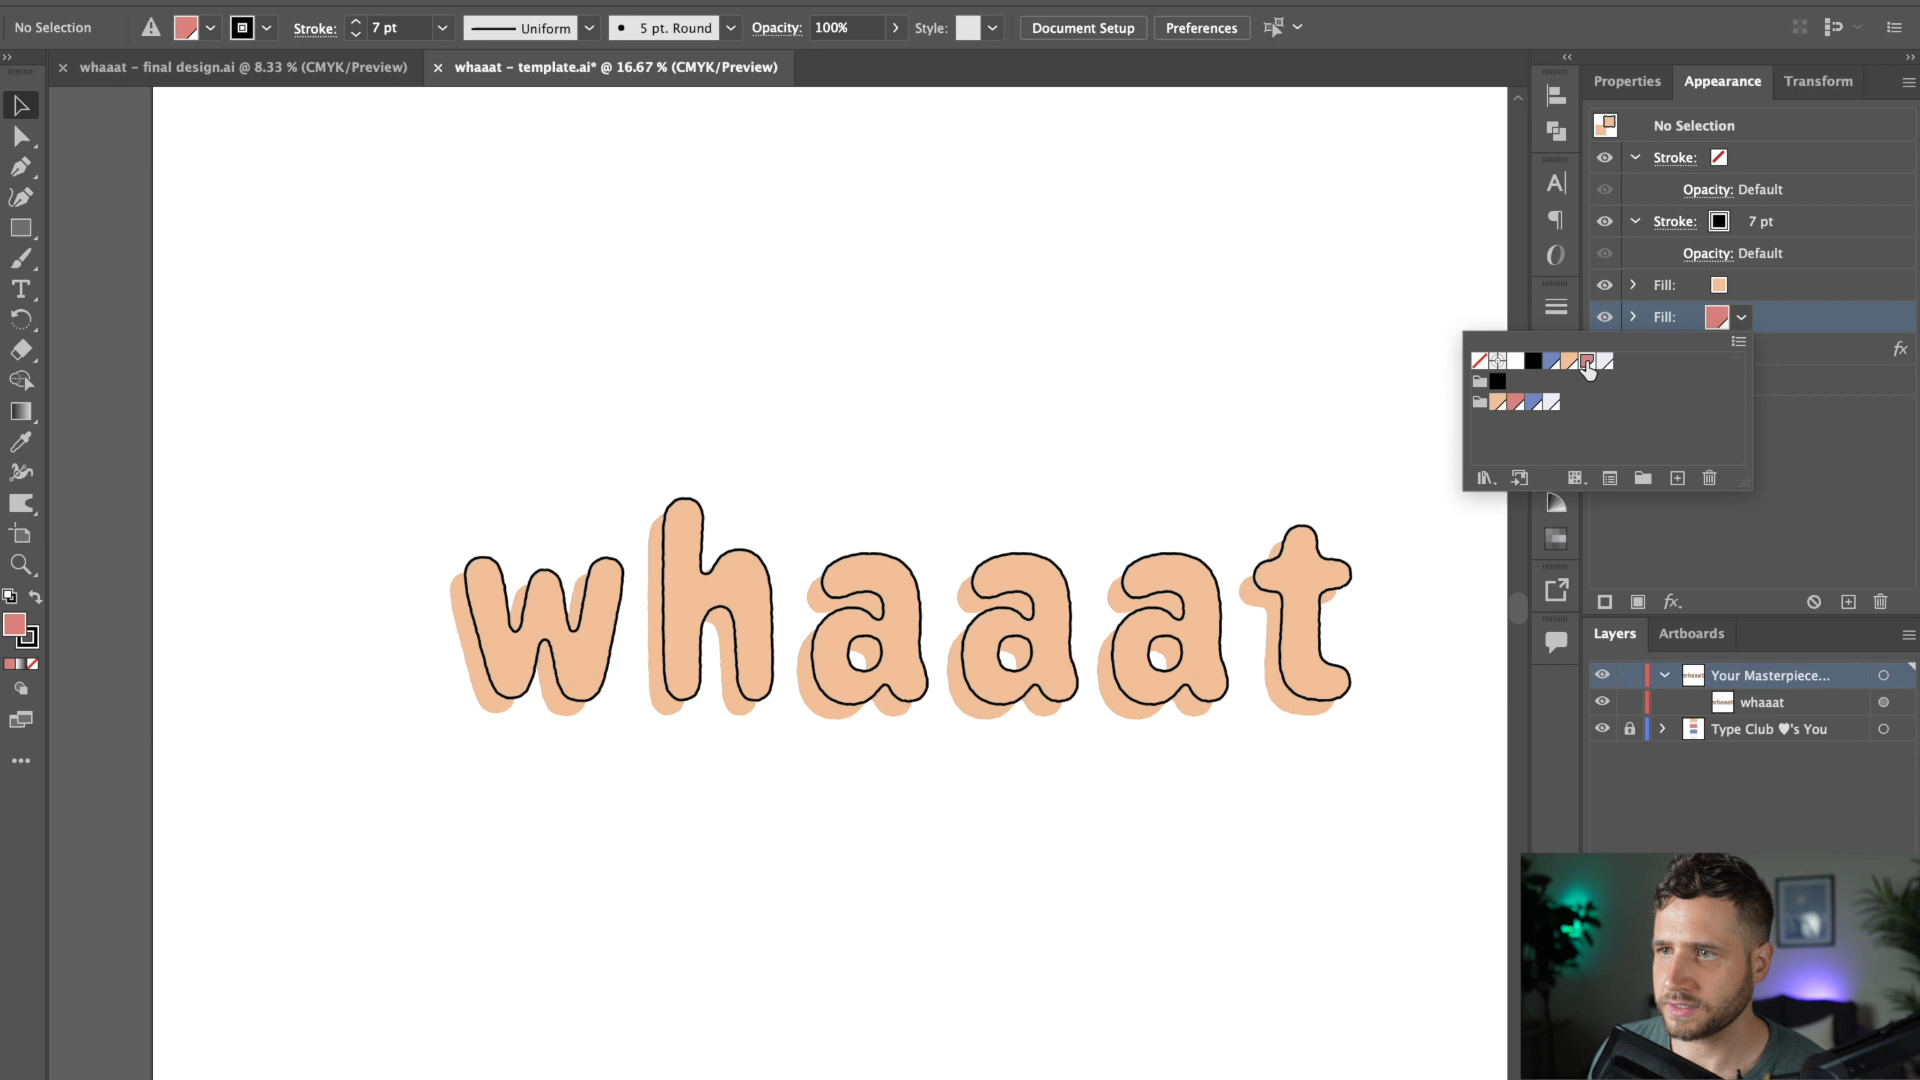 No Selection
Stroke:
7 pt
Uniform
5 pt. Round
Opacity:
100%
Style:
Document Setup
Preferences
whaaat – final design.ai @ 8.33 % (CMYK/Preview)
whaaat – template.ai* @ 16.67 % (CMYK/Preview)
Properties
Appearance
Transform
No Selection
Stroke:
Opacity: Default
Stroke:
7 pt
Opacity: Default
Fill:
Fill:
fx
whaaat
fx
Layers
Artboards
Your Masterpiece...
whaaat
Type Club ♥'s You